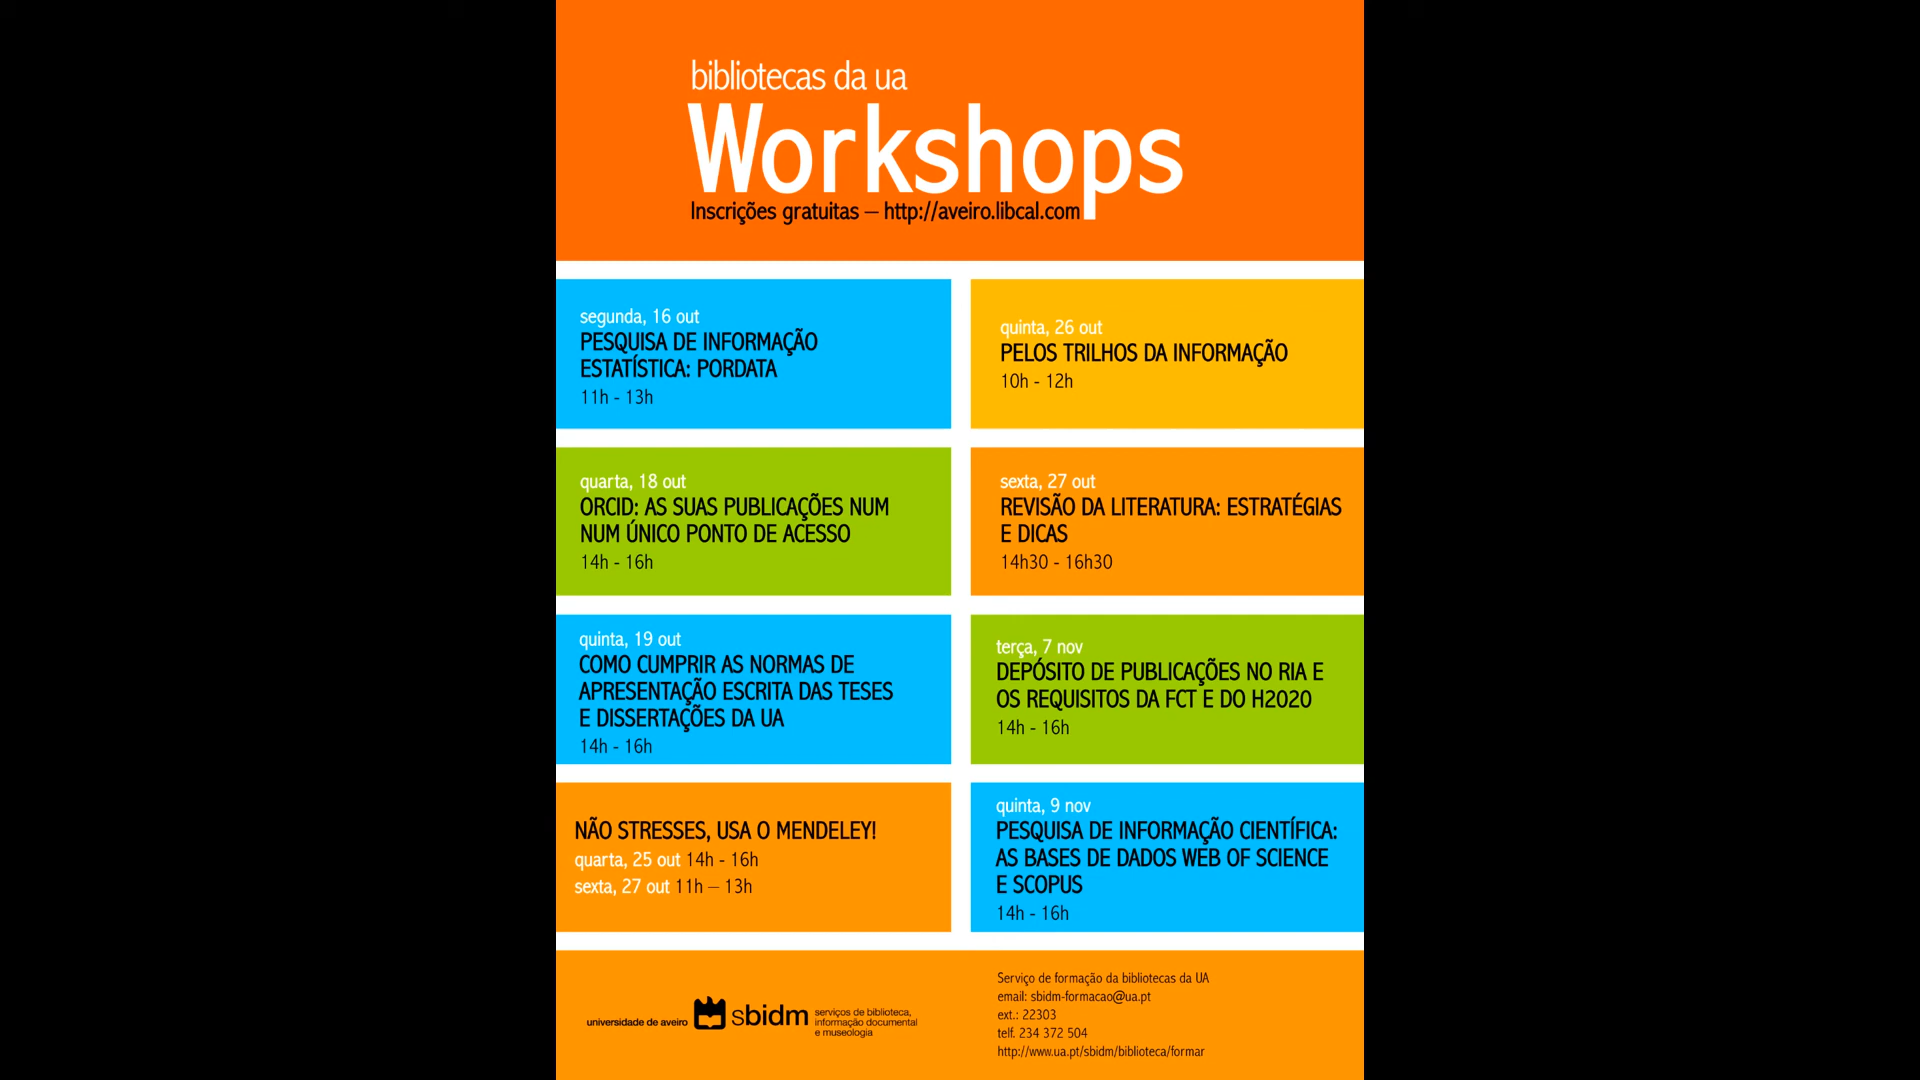 bibliotecas da ua
Workshops
Inscrições gratuitas – http://aveiro.libcal.com
segunda, 16 out
PESQUISA DE INFORMAÇÃO
ESTATÍSTICA: PORDATA
11h - 13h
quarta, 18 out
ORCID: AS SUAS PUBLICAÇÕES NUM
NUM ÚNICO PONTO DE ACESSO
14h - 16h
quinta, 19 out
COMO CUMPRIR AS NORMAS DE
APRESENTAÇÃO ESCRITA DAS TESES
E DISSERTAÇÕES DA UA
14h - 16h
NÃO STRESSES, USA O MENDELEY!
quarta, 25 out 14h - 16h
sexta, 27 out 11h – 13h
quinta, 26 out
PELOS TRILHOS DA INFORMAÇÃO
10h - 12h
sexta, 27 out
REVISÃO DA LITERATURA: ESTRATÉGIAS
E DICAS
14h30 - 16h30
terça, 7 nov
DEPÓSITO DE PUBLICAÇÕES NO RIA E
OS REQUISITOS DA FCT E DO H2020
14h - 16h
quinta, 9 nov
PESQUISA DE INFORMAÇÃO CIENTÍFICA:
AS BASES DE DADOS WEB OF SCIENCE
E SCOPUS
14h - 16h
universidade de aveiro
sbidm
serviços de biblioteca,
informação documental
e museologia
Serviço de formação da bibliotecas da UA
email: sbidm-formacao@ua.pt
ext.: 22303
telf. 234 372 504
http://www.ua.pt/sbidm/biblioteca/formar